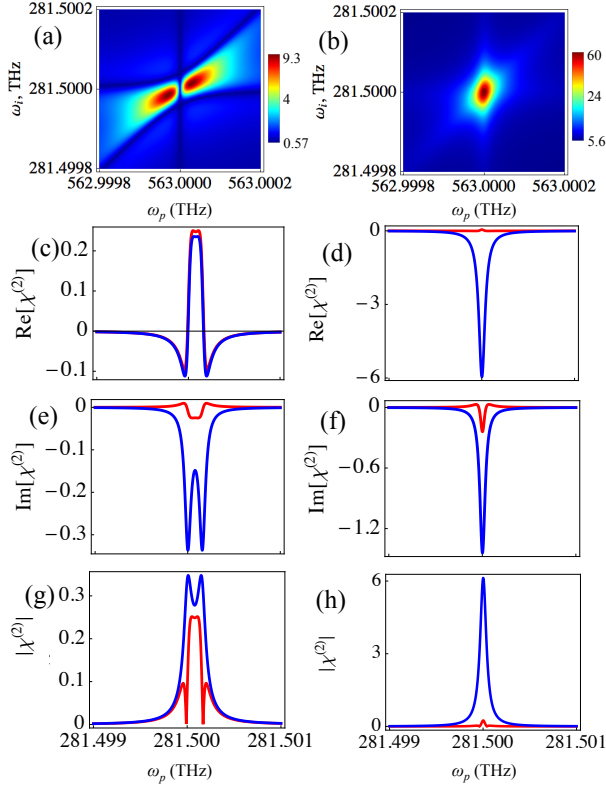 281.5002
(a)
ω_i, THz
281.5000
281.4998
562.9998
563.0000
563.0002
ω_p (THz)
9.3
4
0.57
281.5002
(b)
ω_i, THz
281.5000
281.4998
562.9998
563.0000
563.0002
ω_p (THz)
60
24
5.6
(c)
Re[χ^(2)]
0.2
0.1
0
−0.1
(d)
Re[χ^(2)]
0
−3
−6
(e)
Im[χ^(2)]
0
−0.1
−0.2
−0.3
(f)
Im[χ^(2)]
0
−0.6
−1.2
(g)
|χ^(2)|
0.3
0.2
0.1
0
281.499
281.500
281.501
ω_p (THz)
(h)
|χ^(2)|
6
3
0
281.499
281.500
281.501
ω_p (THz)